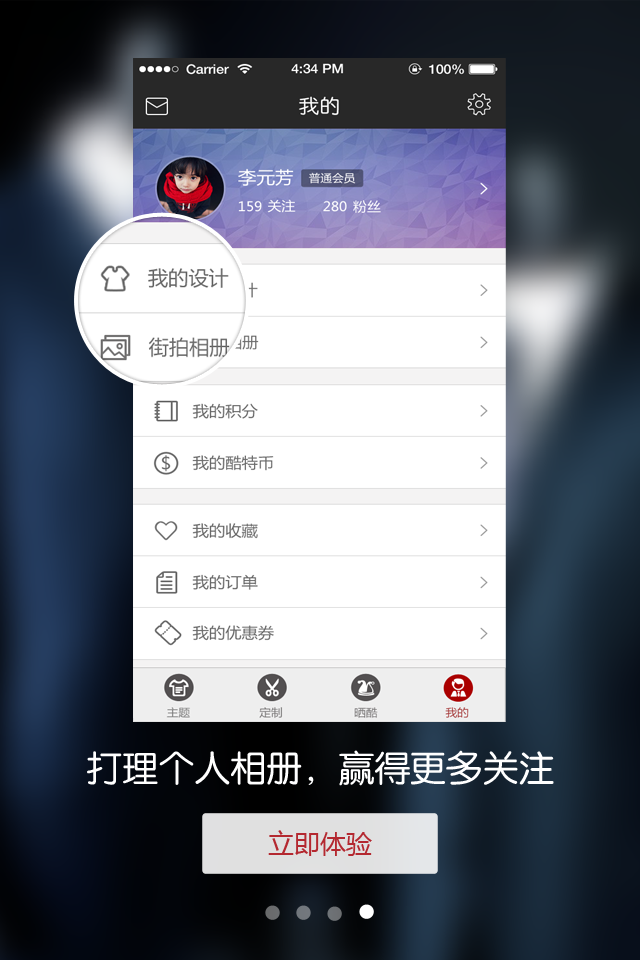 Carrier 4:34 PM 100%
我的
李元芳 普通会员
159 关注 280 粉丝
我的设计
街拍相册
我的积分
我的酷特币
我的收藏
我的订单
我的优惠券
主题 定制 晒酷 我的
打理个人相册，赢得更多关注
立即体验